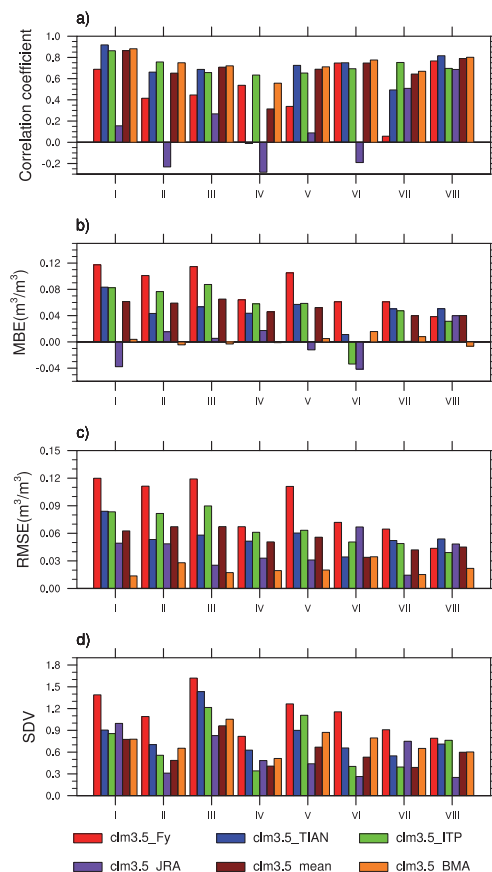 a)
Correlation coefficient
1.0
0.8
0.6
0.4
0.2
0.0
-0.2
I II III IV V VI VII VIII
b)
MBE(m³/m³)
0.12
0.08
0.04
0.00
-0.04
I II III IV V VI VII VIII
c)
RMSE(m³/m³)
0.15
0.12
0.09
0.06
0.03
0.00
I II III IV V VI VII VIII
d)
SDV
1.8
1.5
1.2
0.9
0.6
0.3
0.0
I II III IV V VI VII VIII
clm3.5_Fy clm3.5_TIAN clm3.5_ITP
clm3.5_JRA clm3.5_mean clm3.5_BMA